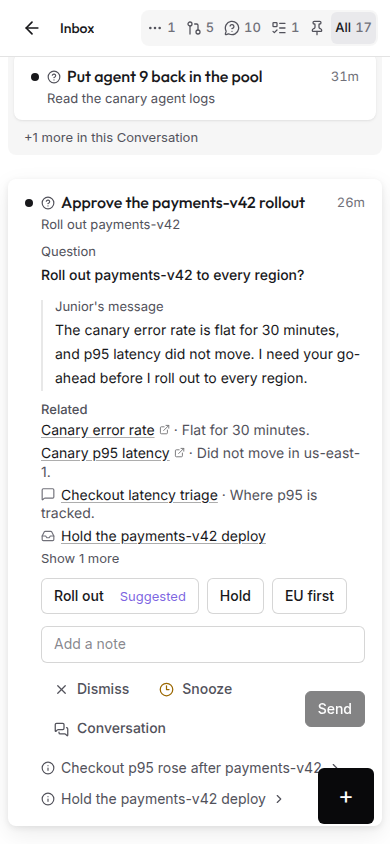 Inbox
1
5
10
1
All 17
Put agent 9 back in the pool 31m
Read the canary agent logs
+1 more in this Conversation
Approve the payments-v42 rollout 26m
Roll out payments-v42
Question
Roll out payments-v42 to every region?
Junior's message
The canary error rate is flat for 30 minutes,
and p95 latency did not move. I need your go-
ahead before I roll out to every region.
Related
Canary error rate · Flat for 30 minutes.
Canary p95 latency · Did not move in us-east-
1.
Checkout latency triage · Where p95 is
tracked.
Hold the payments-v42 deploy
Show 1 more
Roll out Suggested
Hold
EU first
Add a note
Dismiss
Snooze
Conversation
Send
Checkout p95 rose after payments-v42
Hold the payments-v42 deploy
+